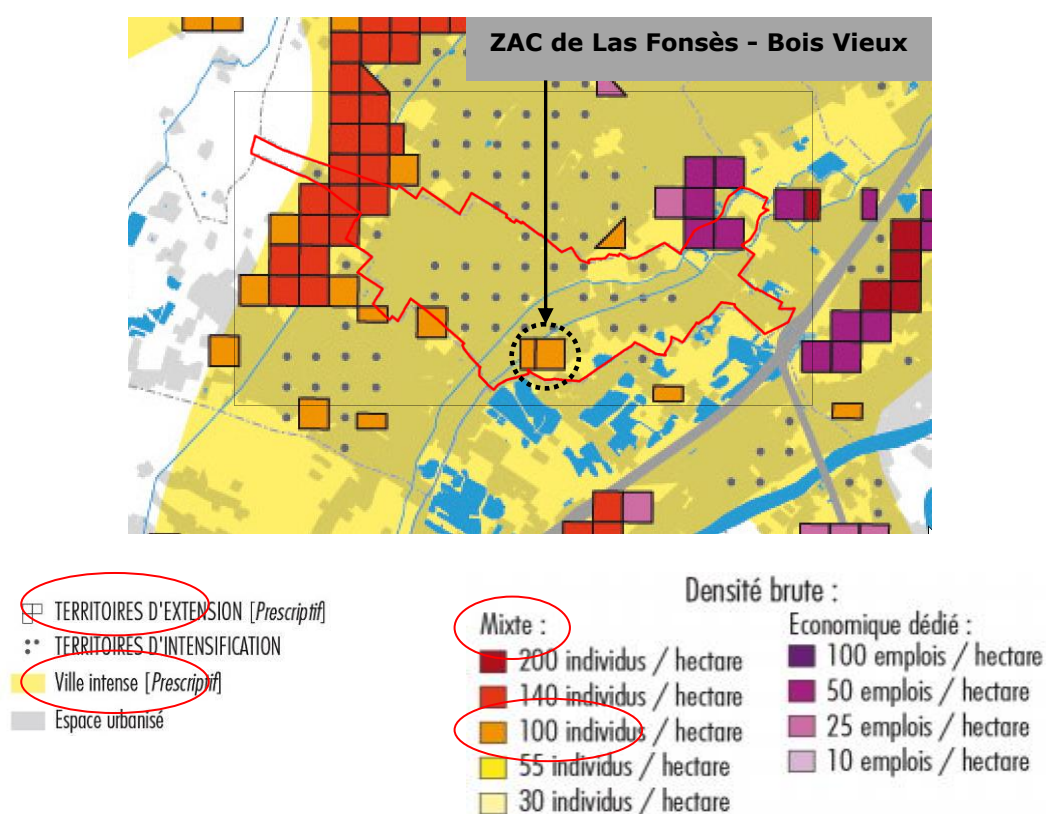 ZAC de Las Fonsès - Bois Vieux
TERRITOIRES D'EXTENSION [Prescriptif]
TERRITOIRES D'INTENSIFICATION
Ville intense [Prescriptif]
Espace urbanisé
Densité brute :
Mixte :
200 individus / hectare
140 individus / hectare
100 individus / hectare
55 individus / hectare
30 individus / hectare
Economique dédié :
100 emplois / hectare
50 emplois / hectare
25 emplois / hectare
10 emplois / hectare